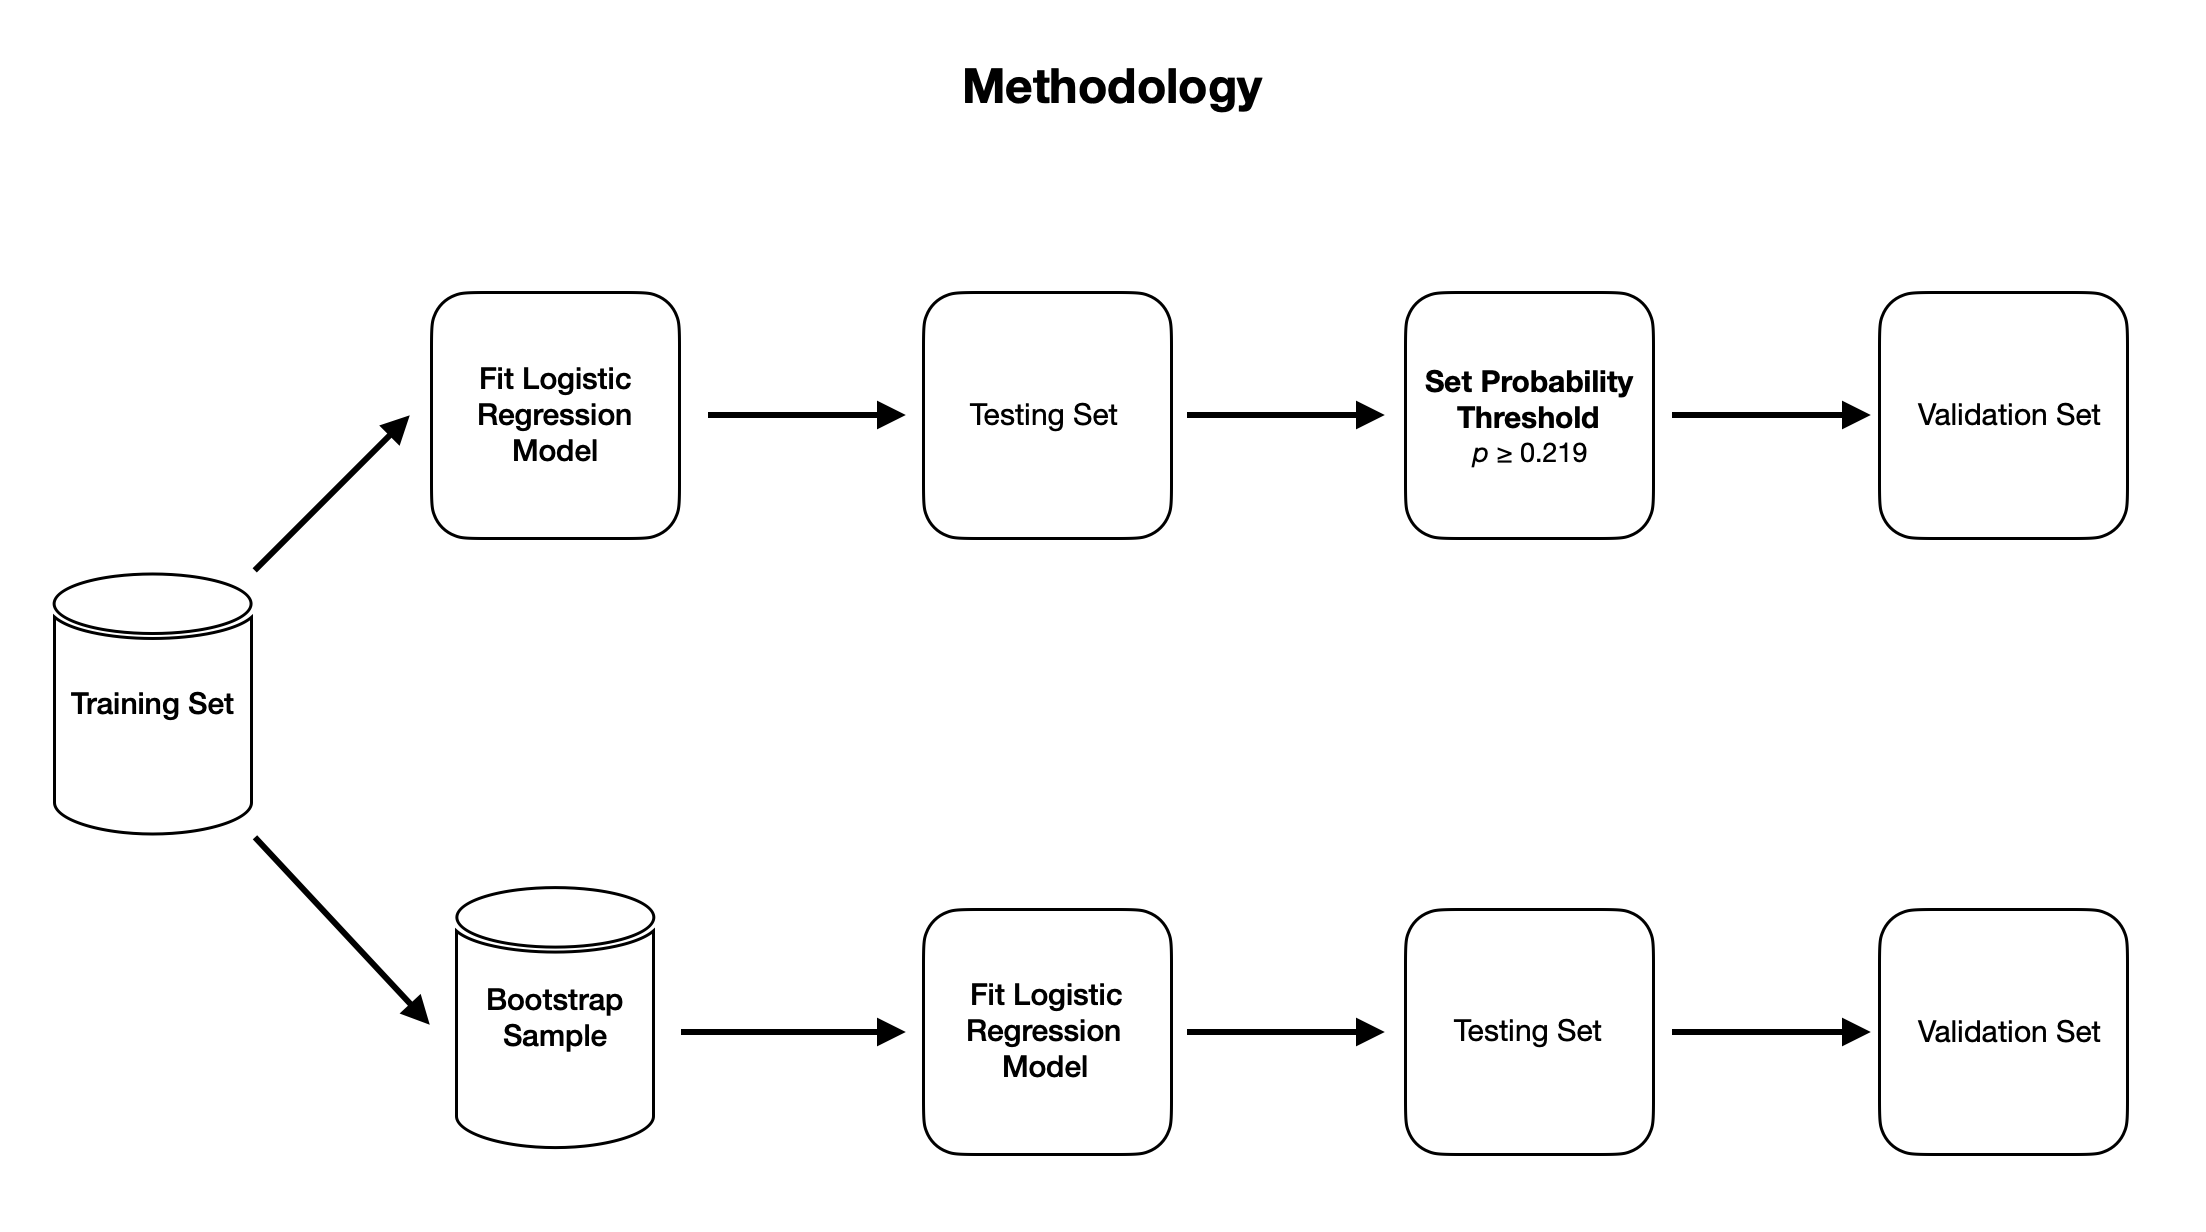 Methodology
Fit Logistic
Regression
Model
Testing Set
Set Probability
Threshold
p ≥ 0.219
Validation Set
Training Set
Bootstrap
Sample
Fit Logistic
Regression
Model
Testing Set
Validation Set